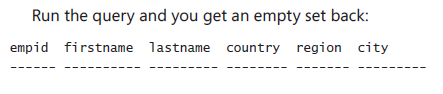 Run the query and you get an empty set back:
empid  firstname  lastname  country  region  city
------ ---------- --------- -------- ------- ---------